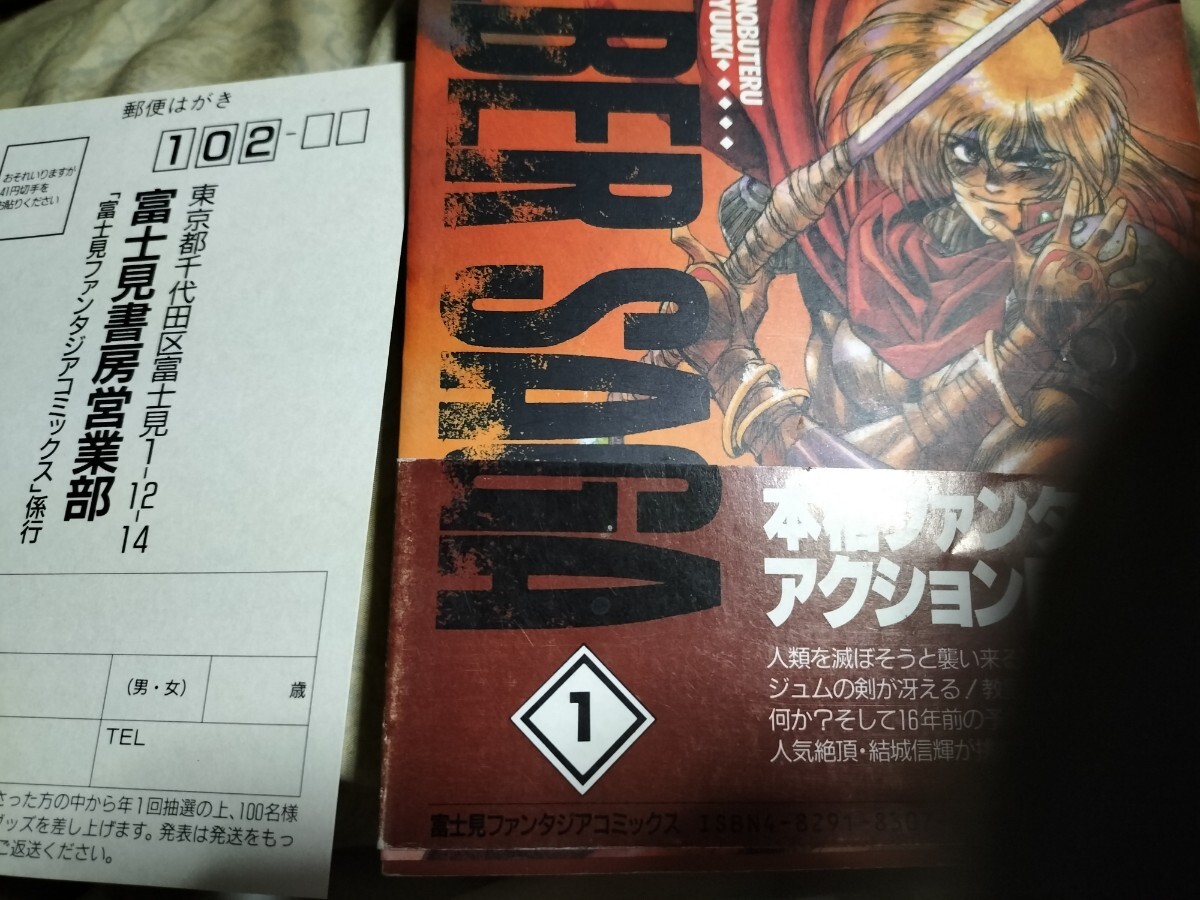 郵便はがき
102-
おそれいりますが
41円切手を
お貼りください
東京都千代田区富士見1-12-14
富士見書房営業部
「富士見ファンタジアコミックス」係行
(男・女)
歳
TEL
さった方の中から年1回抽選の上、100名様
グッズを差し上げます。発表は発送をもっ
ご返送ください。
NOBUTERU
YUUKI
BER SAGA
本格ファンタ
アクション
人類を滅ぼそうと襲い来る
ジュムの剣が冴える!教
何か?そして16年前の予
人気絶頂・結城信輝が
1
富士見ファンタジアコミックス ISBN4-8291-8307-